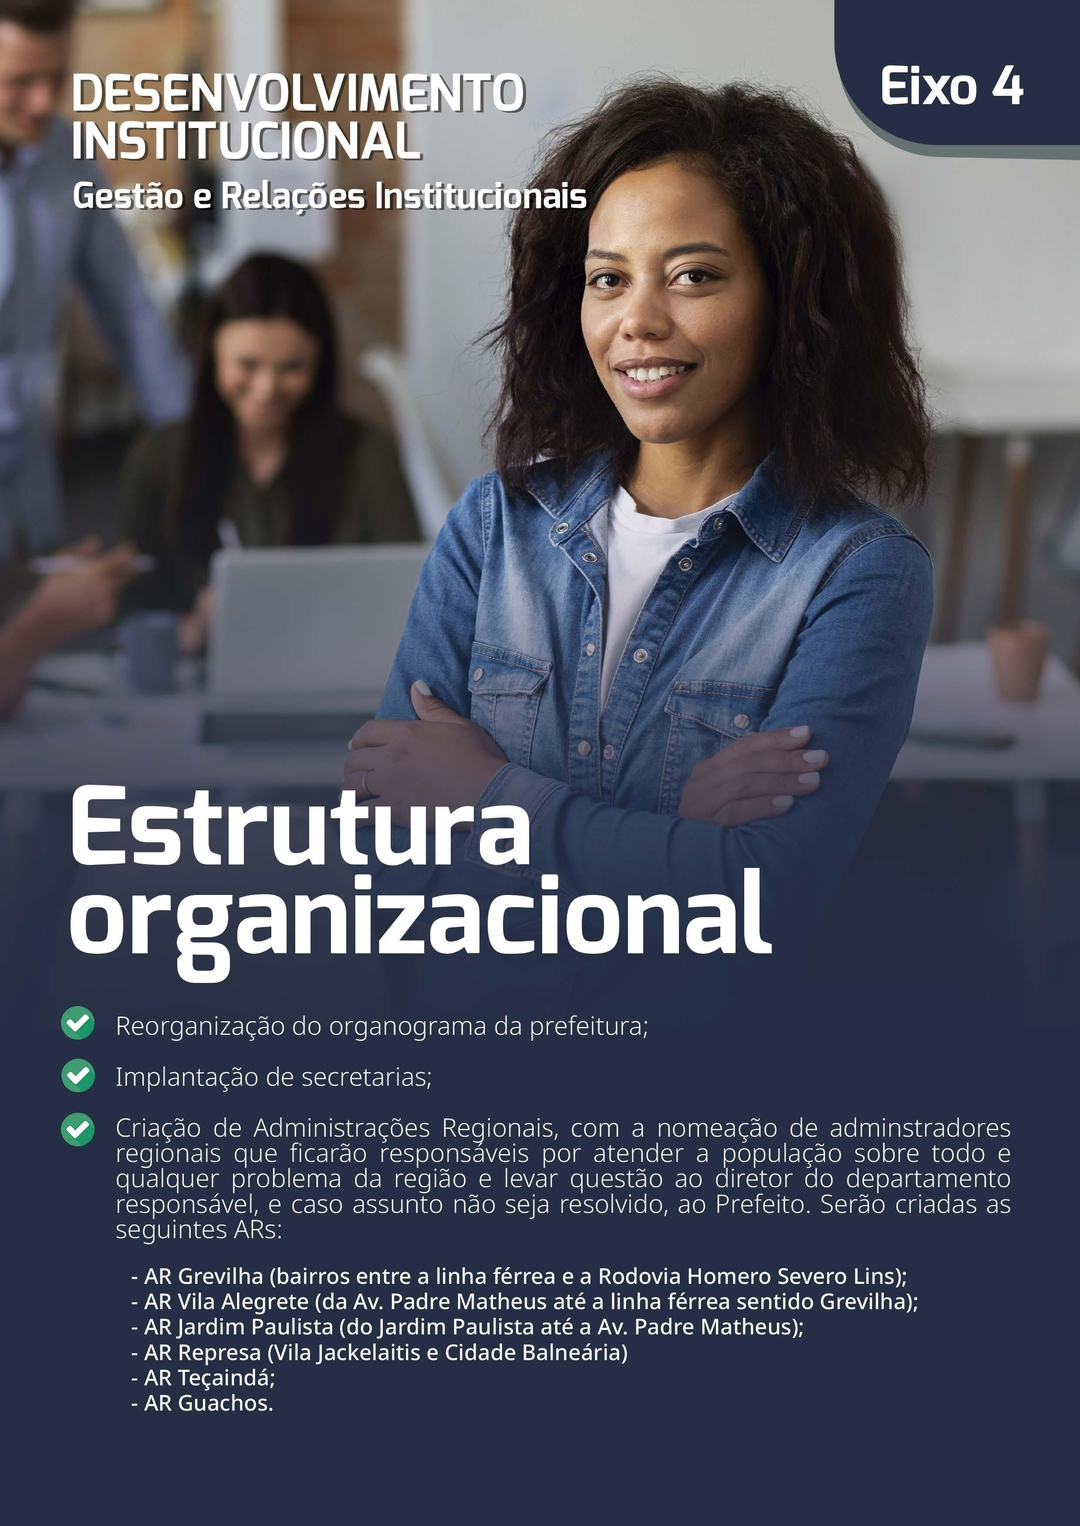 DESENVOLVIMENTO
INSTITUCIONAL
Gestão e Relações Institucionais
Eixo 4
Estrutura
organizacional
Reorganização do organograma da prefeitura;
Implantação de secretarias;
Criação de Administrações Regionais, com a nomeação de adminstradores
regionais que ficarão responsáveis por atender a população sobre todo e
qualquer problema da região e levar questão ao diretor do departamento
responsável, e caso assunto não seja resolvido, ao Prefeito. Serão criadas as
seguintes ARs:
- AR Grevilha (bairros entre a linha férrea e a Rodovia Homero Severo Lins);
- AR Vila Alegrete (da Av. Padre Matheus até a linha férrea sentido Grevilha);
- AR Jardim Paulista (do Jardim Paulista até a Av. Padre Matheus);
- AR Represa (Vila Jackelaitis e Cidade Balneária)
- AR Teçaindá;
- AR Guachos.